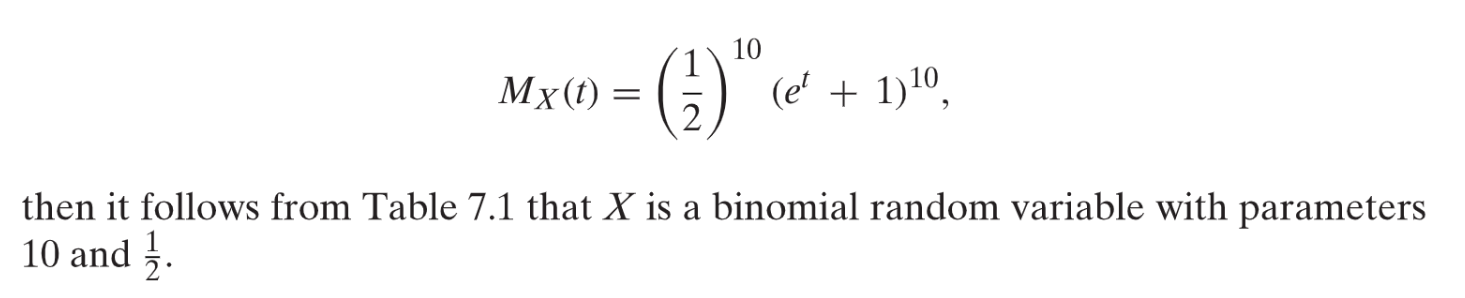 M_X(t) = (1/2)^10 (e^t + 1)^10,
then it follows from Table 7.1 that X is a binomial random variable with parameters
10 and 1/2.